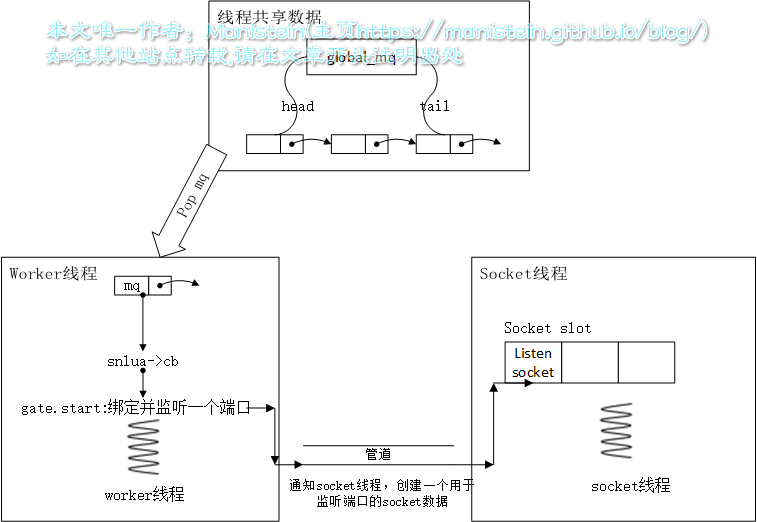 线程共享数据
本文唯一作者：Manistein(主页https://manistein.github.io/blog/)
如在其他站点转载,请在文章开头注明出处
global_mq
head
tail
Pop mq
Worker线程
mq
snlua->cb
gate.start:绑定并监听一个端口
worker线程
管道
通知socket线程，创建一个用于
监听端口的socket数据
Socket线程
Socket slot
Listen
socket
socket线程